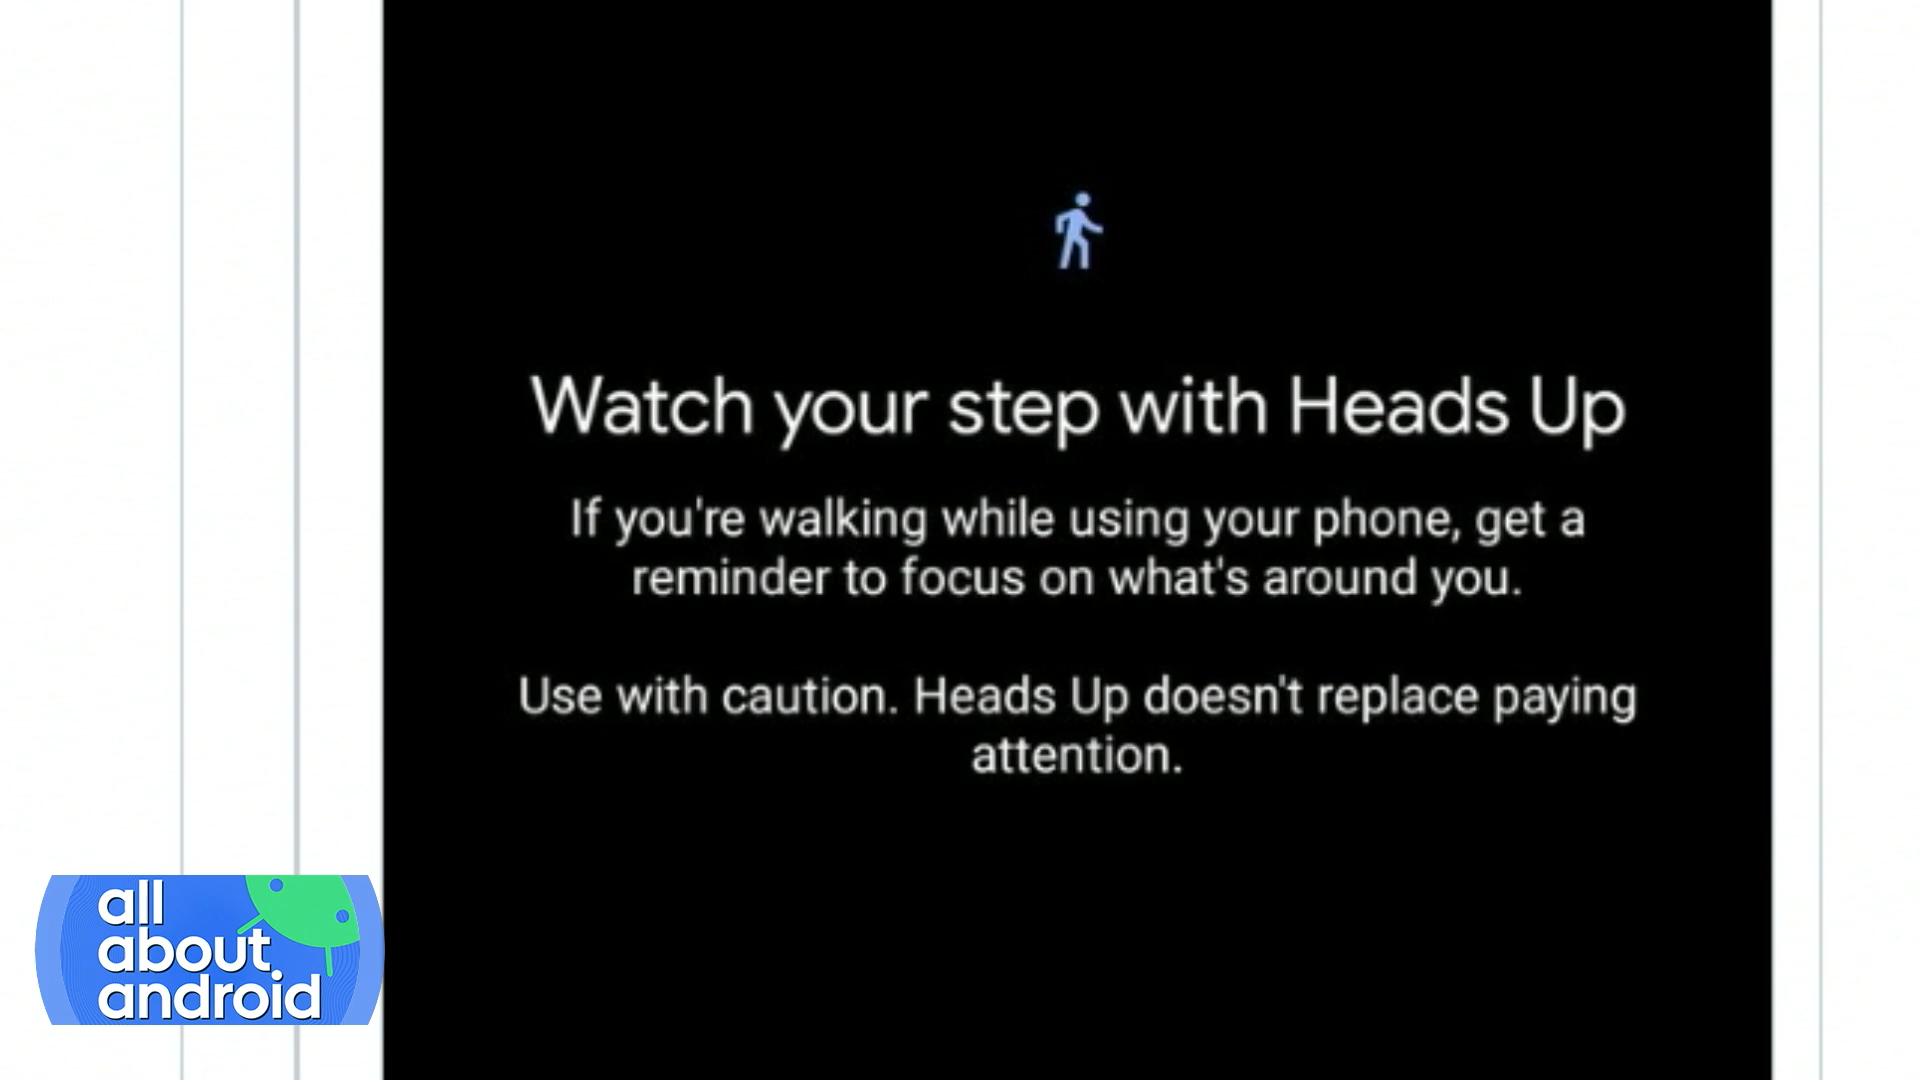 Watch your step with Heads Up
If you're walking while using your phone, get a
reminder to focus on what's around you.
Use with caution. Heads Up doesn't replace paying
attention.
all
about
android